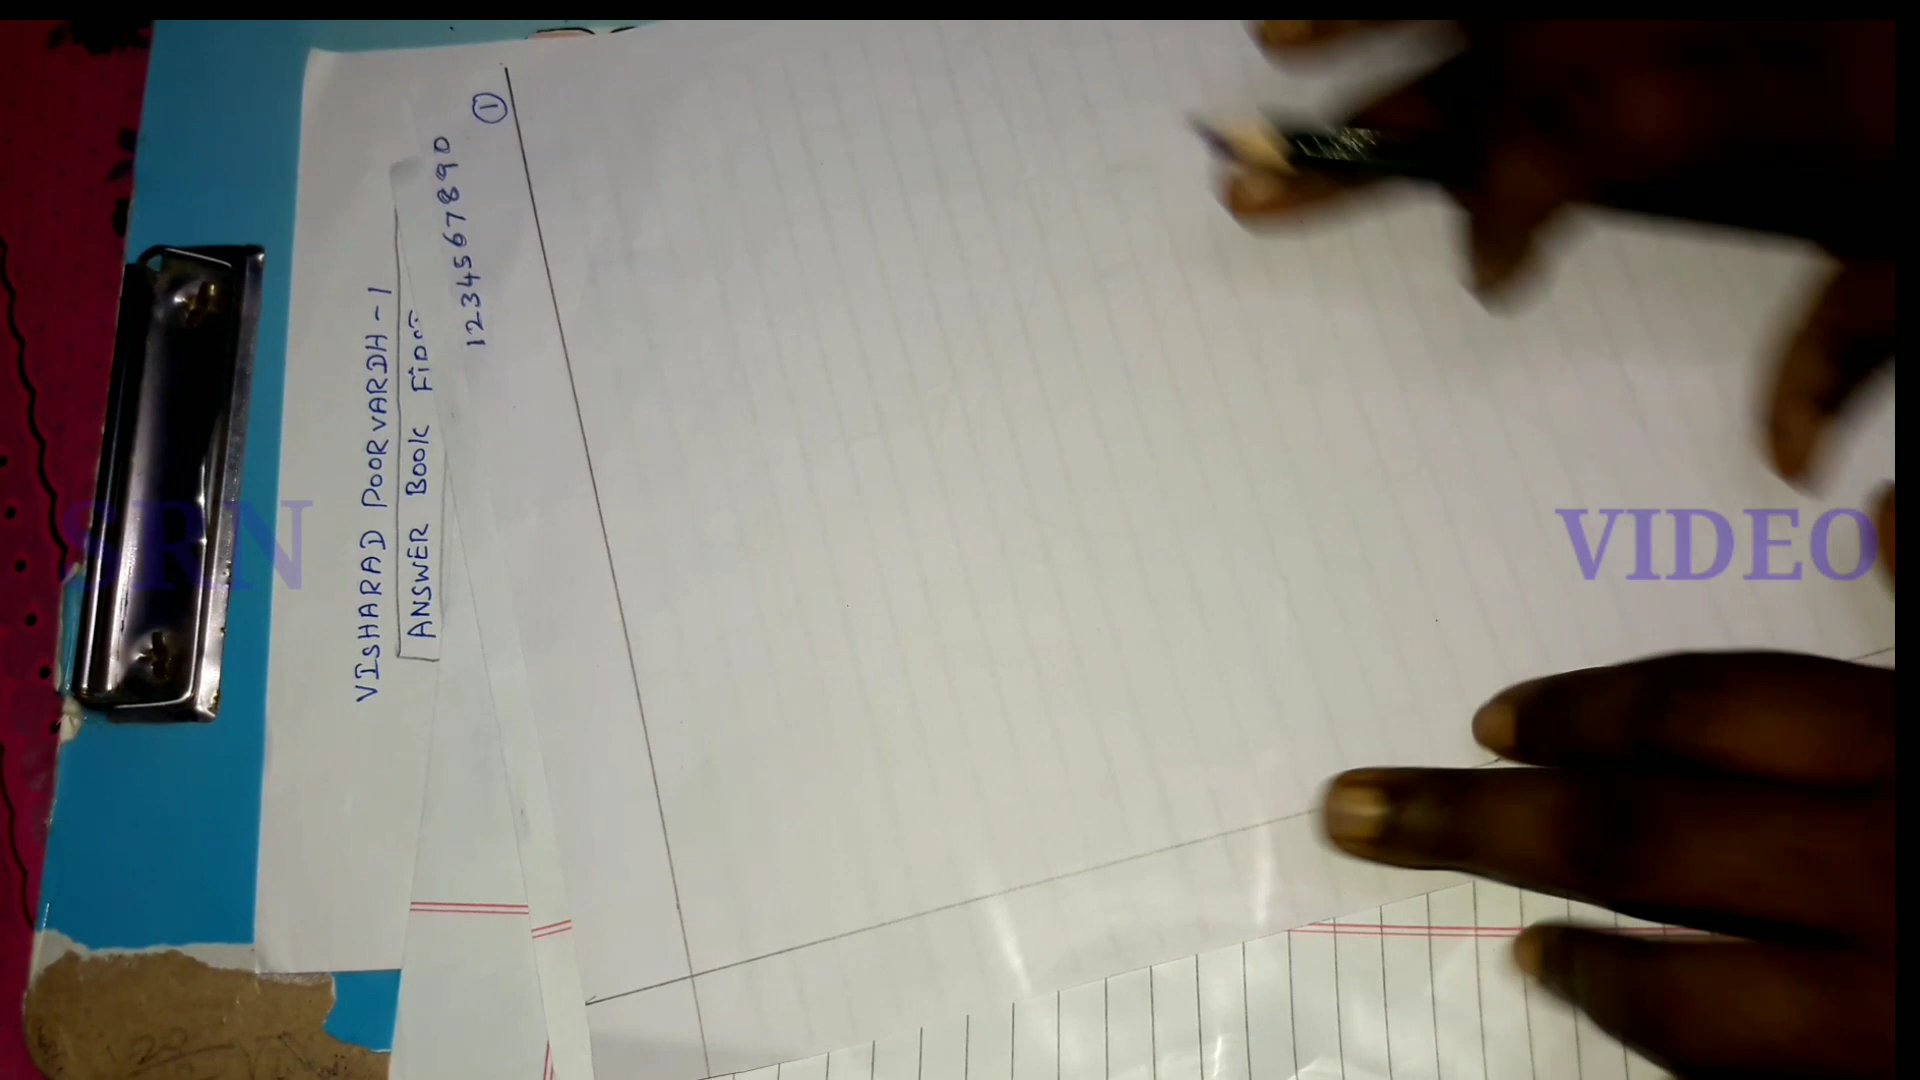 VISHARAD POORVARDH - 1
ANSWER BOOK
1234567890
①
SRN VIDEO